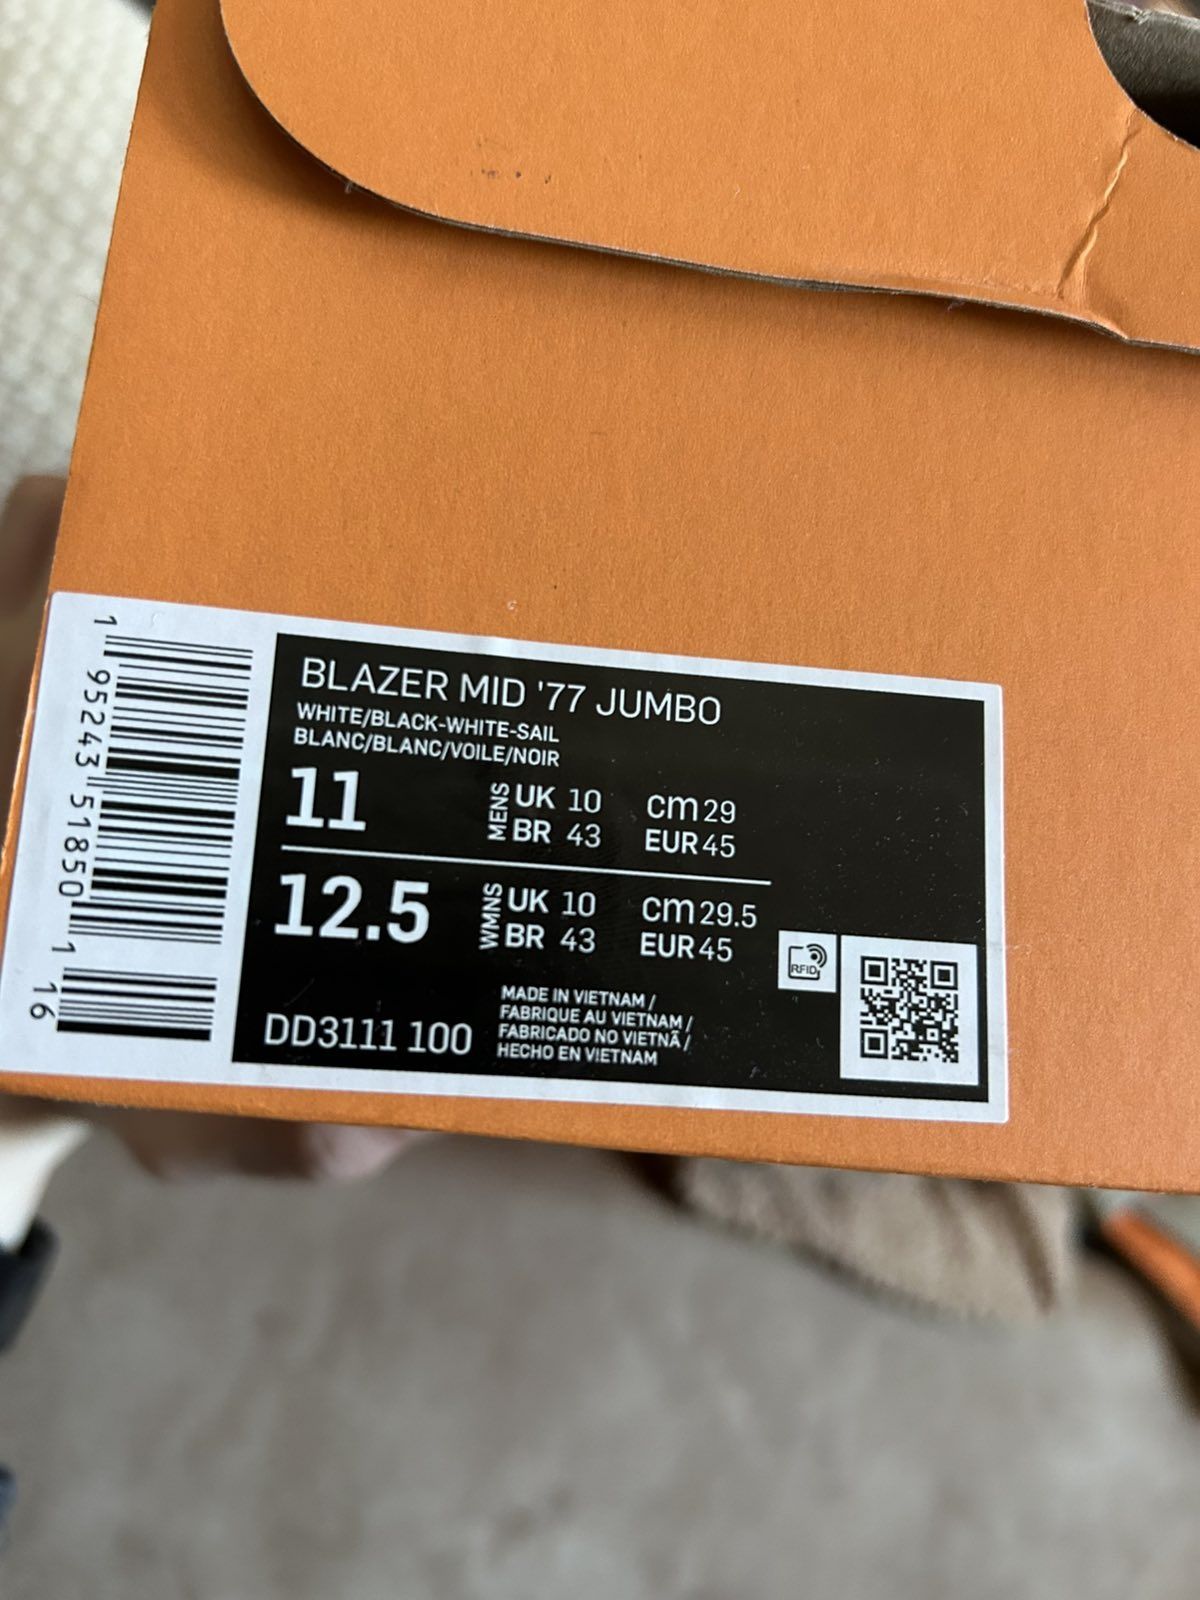 BLAZER MID '77 JUMBO
WHITE/BLACK-WHITE-SAIL
BLANC/BLANC/VOILE/NOIR
11 MENS UK 10 cm 29
BR 43 EUR 45
12.5 WMNS UK 10 cm 29.5
BR 43 EUR 45
RFID
DD3111 100
MADE IN VIETNAM /
FABRIQUE AU VIETNAM /
FABRICADO NO VIETNÃ /
HECHO EN VIETNAM
1 95243 51850 1 16